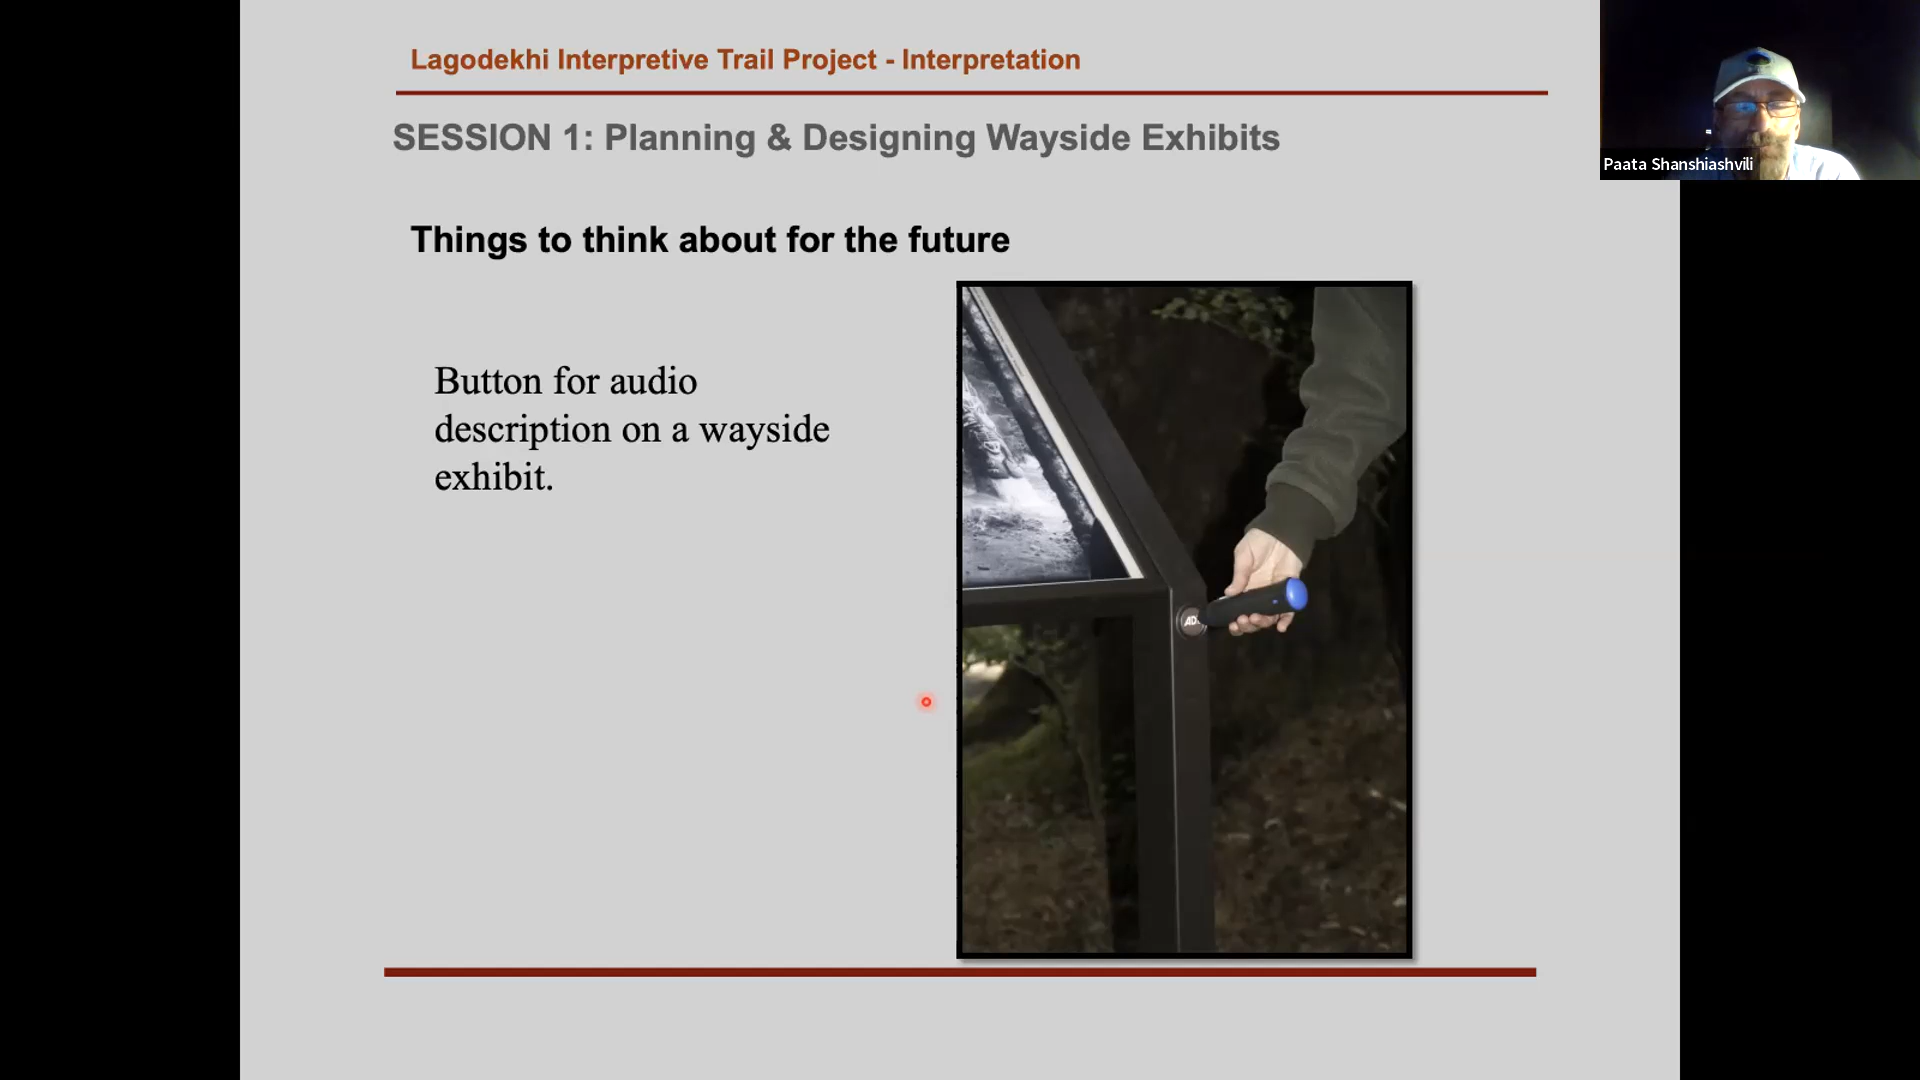 Lagodekhi Interpretive Trail Project - Interpretation
SESSION 1: Planning & Designing Wayside Exhibits
Paata Shanshiashvili
Things to think about for the future
Button for audio
description on a wayside
exhibit.